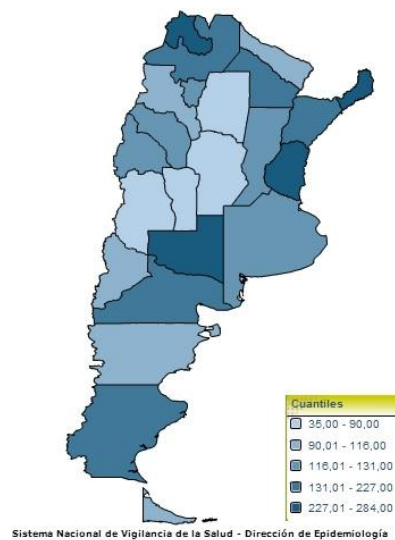 Cuantiles
35,00 - 90,00
90,01 - 116,00
116,01 - 131,00
131,01 - 227,00
227,01 - 284,00
Sistema Nacional de Vigilancia de la Salud - Dirección de Epidemiología